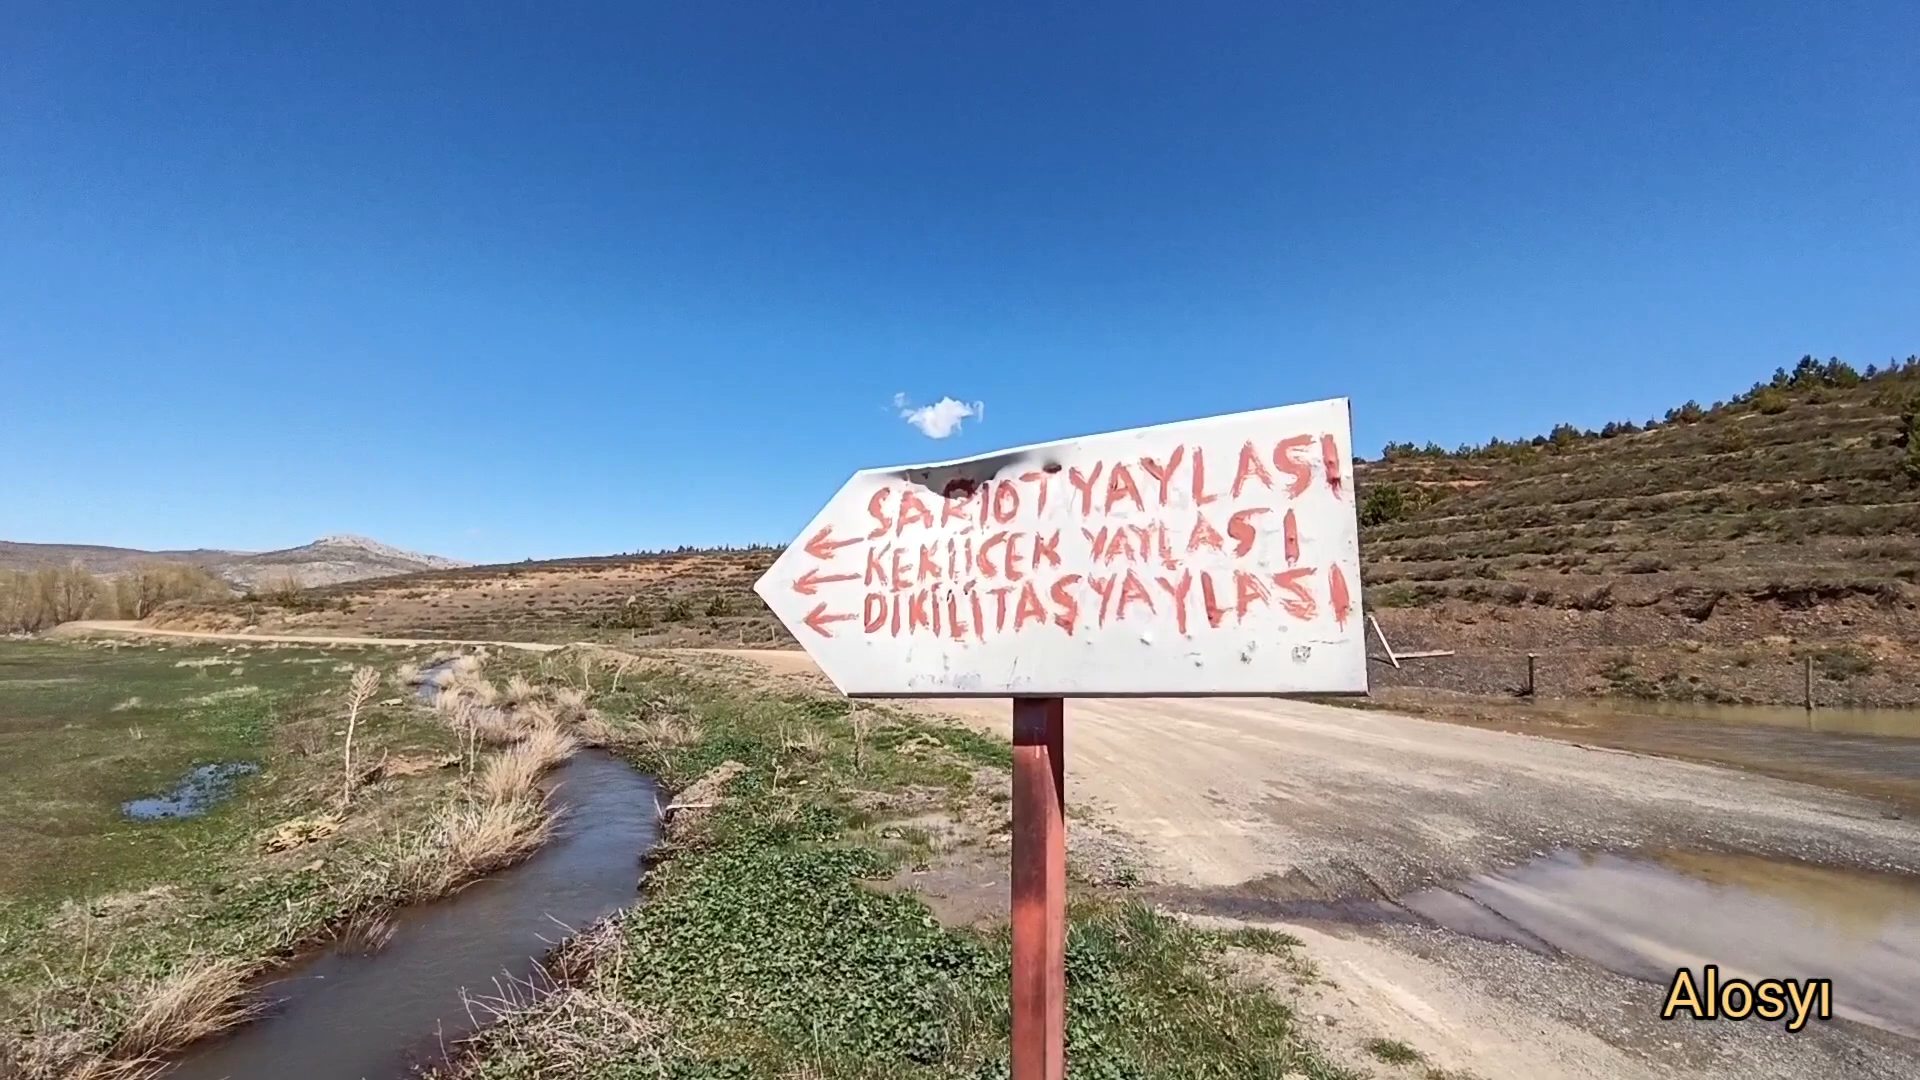 SARIOT YAYLASI
← KEKLİCEK YAYLASI
← DİKİLİTAŞ YAYLASI
←
Alosyı